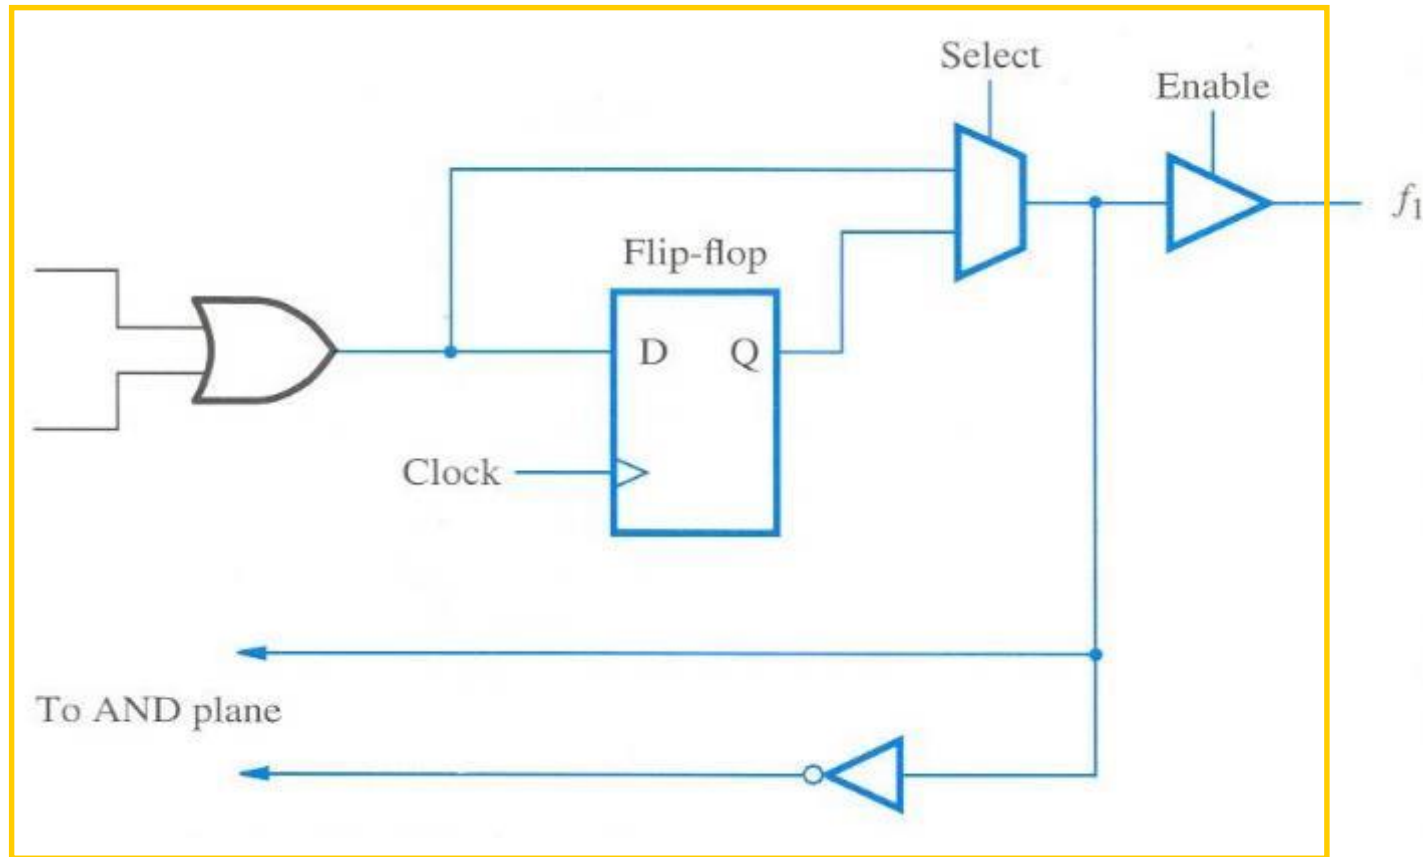 Select
Enable
f1
Flip-flop
D Q
Clock
To AND plane